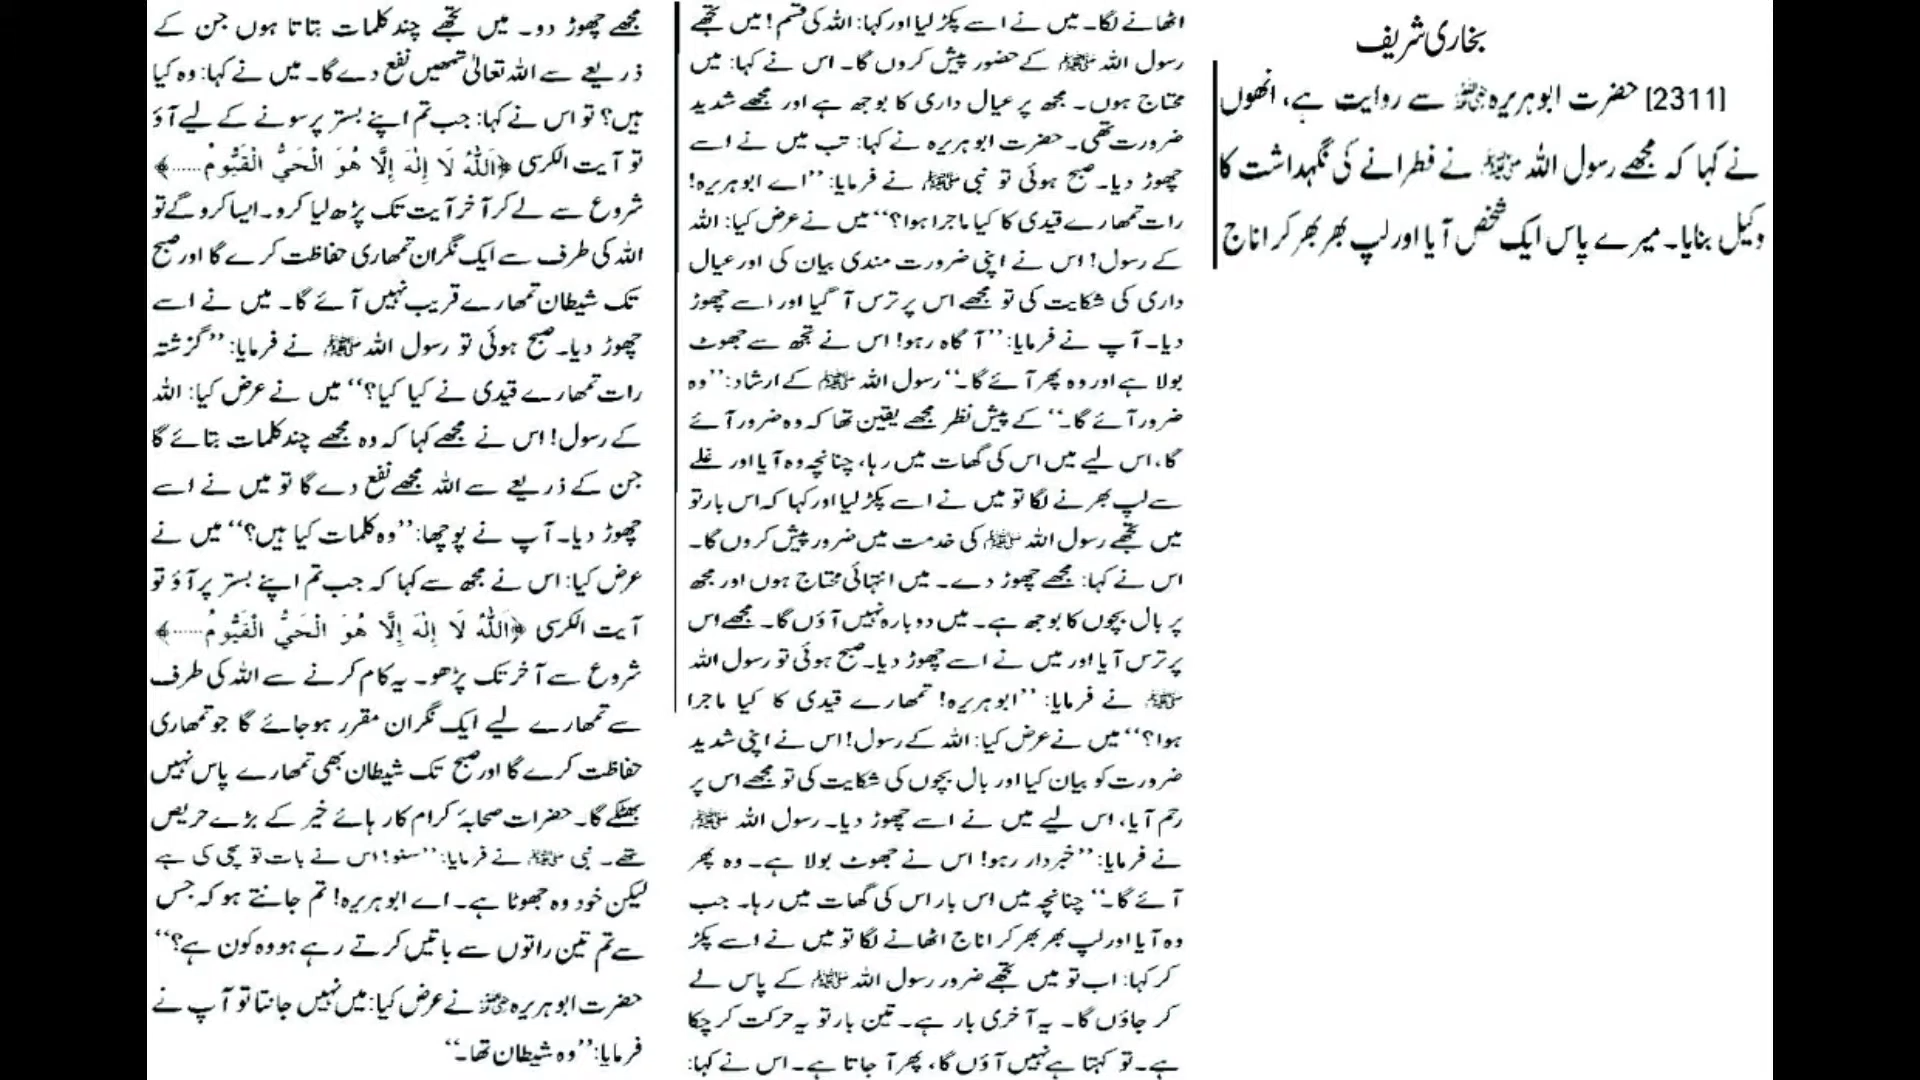 بخاری شریف
[2311] حضرت ابو ہریرہ ؓ سے روایت ہے، انھوں
نے کہا کہ مجھے رسول اللہ ﷺ نے فطرانے کی نگہداشت کا
وکیل بنایا۔ میرے پاس ایک شخص آیا اور لپ بھر بھر کر اناج
اٹھانے لگا۔ میں نے اسے پکڑ لیا اور کہا: اللہ کی قسم! میں تجھے
رسول اللہ ﷺ کے حضور پیش کروں گا۔ اس نے کہا: میں
محتاج ہوں۔ مجھ پر عیال داری کا بوجھ ہے اور مجھے شدید
ضرورت تھی۔ حضرت ابو ہریرہ نے کہا: تب میں نے اسے
چھوڑ دیا۔ صبح ہوئی تو نبی ﷺ نے فرمایا: ’’اے ابو ہریرہ!
رات تمھارے قیدی کا کیا ماجرا ہوا؟‘‘ میں نے عرض کیا: اللہ
کے رسول! اس نے اپنی ضرورت مندی بیان کی اور عیال
داری کی شکایت کی تو مجھے اس پر ترس آ گیا اور اسے چھوڑ
دیا۔ آپ نے فرمایا: ’’آ گاہ رہو! اس نے تجھ سے جھوٹ
بولا ہے اور وہ پھر آئے گا۔‘‘ رسول اللہ ﷺ کے ارشاد: ’’وہ
ضرور آئے گا۔‘‘ کے پیش نظر مجھے یقین تھا کہ وہ ضرور آئے
گا، اس لیے میں اس کی گھات میں رہا، چنانچہ وہ آیا اور غلے
سے لپ بھرنے لگا تو میں نے اسے پکڑ لیا اور کہا کہ اس بار تو
میں تجھے رسول اللہ ﷺ کی خدمت میں ضرور پیش کروں گا۔
اس نے کہا: مجھے چھوڑ دے۔ میں انتہائی محتاج ہوں اور مجھ
پر بال بچوں کا بوجھ ہے۔ میں دوبارہ نہیں آؤں گا۔ مجھے اس
پر ترس آیا اور میں نے اسے چھوڑ دیا۔ صبح ہوئی تو رسول اللہ
ﷺ نے فرمایا: ’’ابو ہریرہ! تمھارے قیدی کا کیا ماجرا
ہوا؟‘‘ میں نے عرض کیا: اللہ کے رسول! اس نے اپنی شدید
ضرورت کو بیان کیا اور بال بچوں کی شکایت کی تو مجھے اس پر
رحم آیا، اس لیے میں نے اسے چھوڑ دیا۔ رسول اللہ ﷺ
نے فرمایا: ’’خبردار رہو! اس نے جھوٹ بولا ہے۔ وہ پھر
آئے گا۔‘‘ چنانچہ میں اس بار اس کی گھات میں رہا۔ جب
وہ آیا اور لپ بھر بھر کر اناج اٹھانے لگا تو میں نے اسے پکڑ
کر کہا: اب تو میں تجھے ضرور رسول اللہ ﷺ کے پاس لے
کر جاؤں گا۔ یہ آخری بار ہے۔ تین بار تو یہ حرکت کر چکا
ہے۔ تو کہتا ہے نہیں آؤں گا، پھر آ جاتا ہے۔ اس نے کہا:
مجھے چھوڑ دو۔ میں تجھے چند کلمات بتاتا ہوں جن کے
ذریعے سے اللہ تعالیٰ تمھیں نفع دے گا۔ میں نے کہا: وہ کیا
ہیں؟ تو اس نے کہا: جب تم اپنے بستر پر سونے کے لیے آؤ
تو آیت الکرسی ﴿اَللّٰهُ لَا إِلٰهَ إِلَّا هُوَ الْحَيُّ الْقَيُّومُ ......﴾
شروع سے لے کر آخر آیت تک پڑھ لیا کرو۔ ایسا کرو گے تو
اللہ کی طرف سے ایک نگران تمھاری حفاظت کرے گا اور صبح
تک شیطان تمھارے قریب نہیں آئے گا۔ میں نے اسے
چھوڑ دیا۔ صبح ہوئی تو رسول اللہ ﷺ نے فرمایا: ’’گزشتہ
رات تمھارے قیدی نے کیا کیا؟‘‘ میں نے عرض کیا: اللہ
کے رسول! اس نے مجھے کہا کہ وہ مجھے چند کلمات بتائے گا
جن کے ذریعے سے اللہ مجھے نفع دے گا تو میں نے اسے
چھوڑ دیا۔ آپ نے پوچھا: ’’وہ کلمات کیا ہیں؟‘‘ میں نے
عرض کیا: اس نے مجھ سے کہا کہ جب تم اپنے بستر پر آؤ تو
آیت الکرسی ﴿اَللّٰهُ لَا إِلٰهَ إِلَّا هُوَ الْحَيُّ الْقَيُّومُ ......﴾
شروع سے آخر تک پڑھو۔ یہ کام کرنے سے اللہ کی طرف
سے تمھارے لیے ایک نگران مقرر ہو جائے گا جو تمھاری
حفاظت کرے گا اور صبح تک شیطان بھی تمھارے پاس نہیں
بھٹکے گا۔ حضرات صحابۂ کرام کار ہائے خیر کے بڑے حریص
تھے۔ نبی ﷺ نے فرمایا: ’’سنو! اس نے بات تو سچی کی ہے
لیکن خود وہ جھوٹا ہے۔ اے ابو ہریرہ! تم جانتے ہو کہ جس
سے تم تین راتوں سے باتیں کرتے رہے ہو وہ کون ہے؟‘‘
حضرت ابو ہریرہ ؓ نے عرض کیا: میں نہیں جانتا تو آپ نے
فرمایا: ’’وہ شیطان تھا۔‘‘